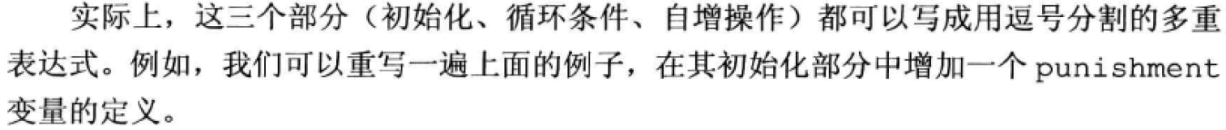 实际上，这三个部分（初始化、循环条件、自增操作）都可以写成用逗号分割的多重
表达式。例如，我们可以重写一遍上面的例子，在其初始化部分中增加一个 punishment
变量的定义。